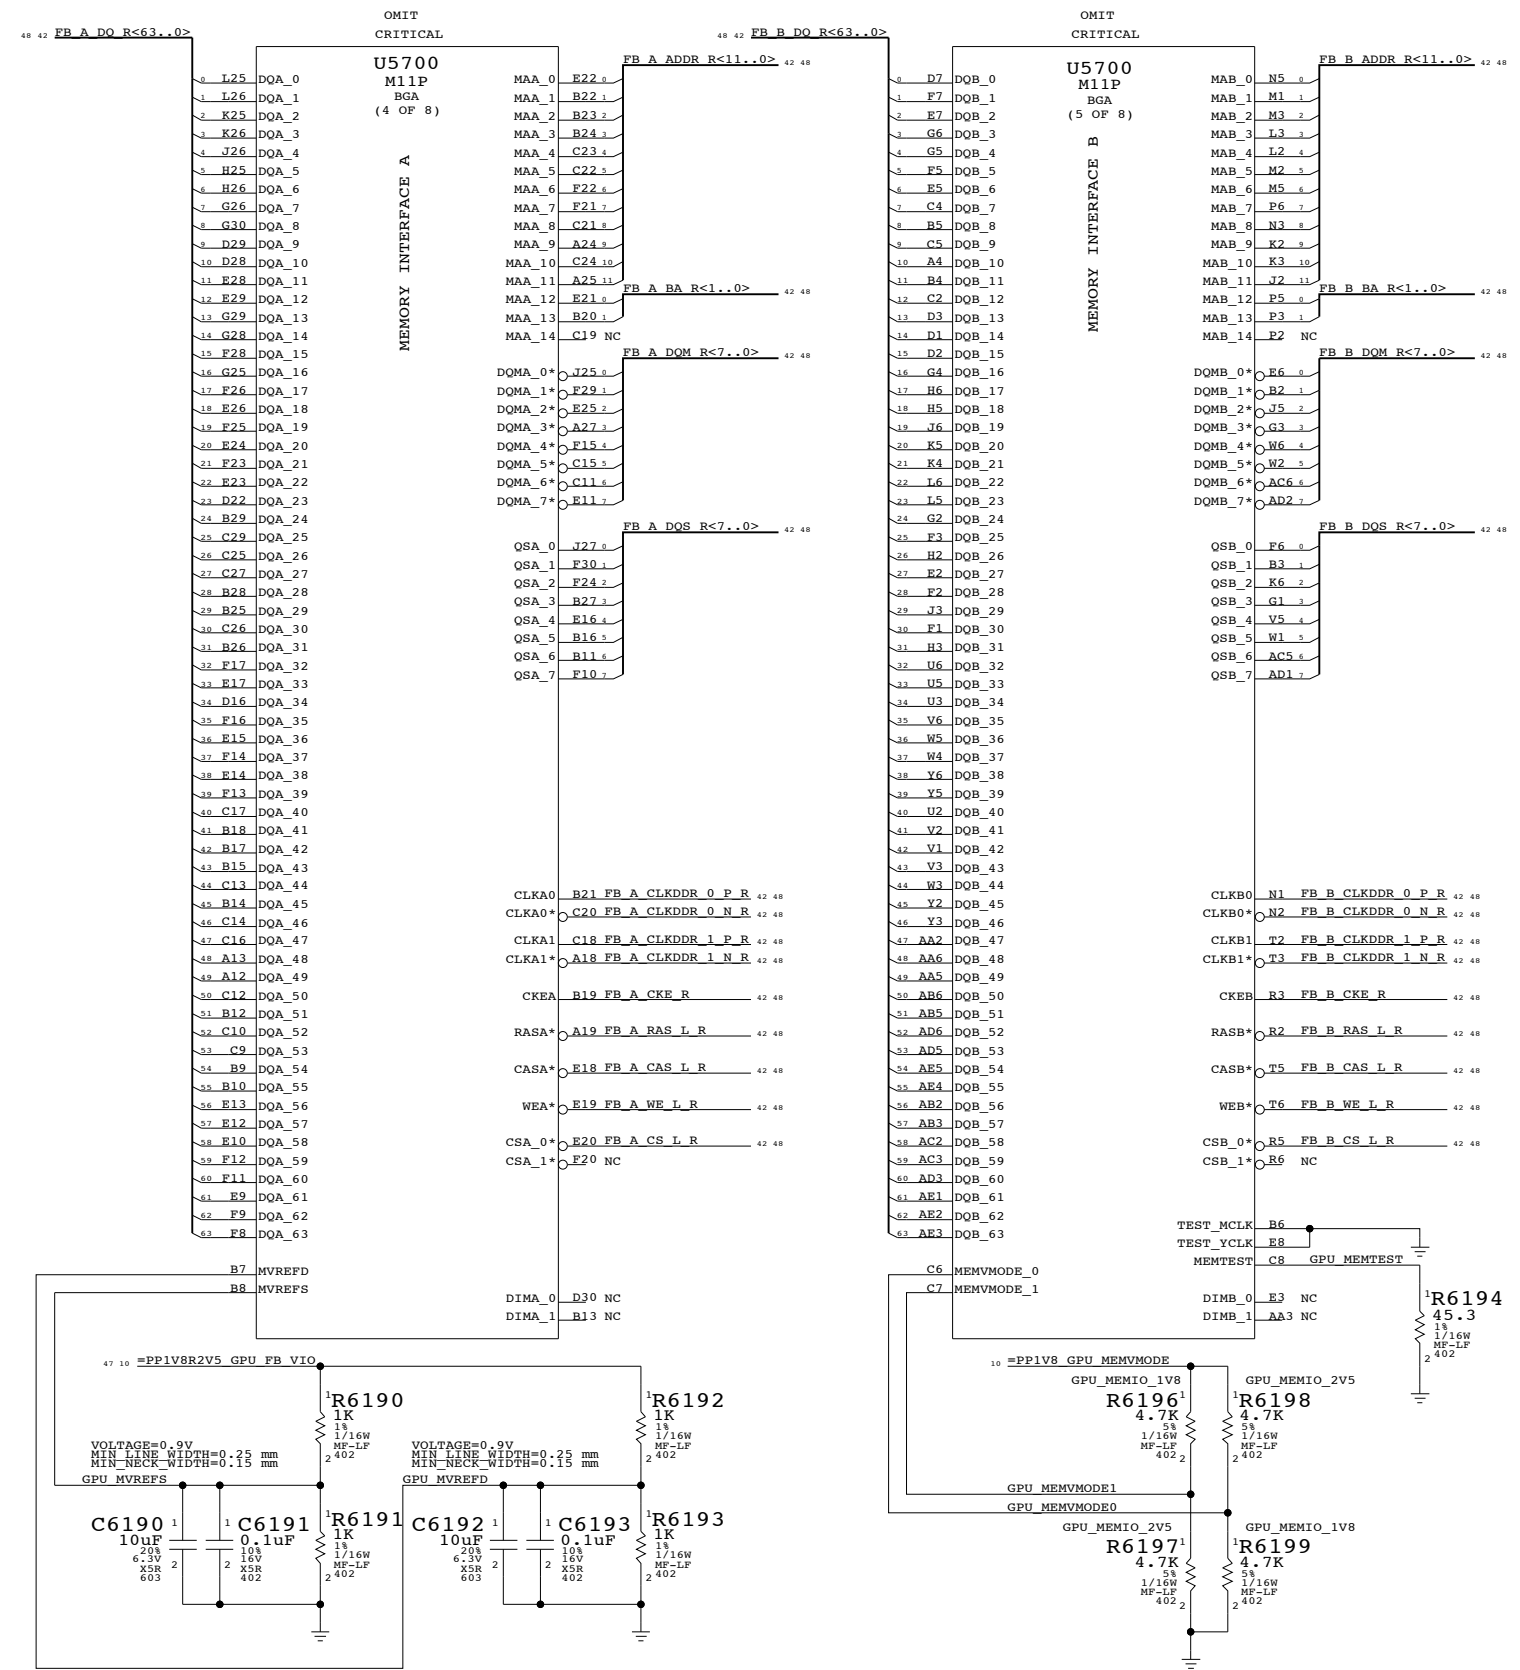 OMIT
CRITICAL
48 42 FB_A_DQ_R<63..0>
U5700
M11P
BGA
(4 OF 8)
MEMORY INTERFACE A
0 L25 DQA_0
1 L26 DQA_1
2 K25 DQA_2
3 K26 DQA_3
4 J26 DQA_4
5 H25 DQA_5
6 H26 DQA_6
7 G26 DQA_7
8 G30 DQA_8
9 D29 DQA_9
10 D28 DQA_10
11 E28 DQA_11
12 E29 DQA_12
13 G29 DQA_13
14 G28 DQA_14
15 F28 DQA_15
16 G25 DQA_16
17 F26 DQA_17
18 E26 DQA_18
19 F25 DQA_19
20 E24 DQA_20
21 F23 DQA_21
22 E23 DQA_22
23 D22 DQA_23
24 B29 DQA_24
25 C29 DQA_25
26 C25 DQA_26
27 C27 DQA_27
28 B28 DQA_28
29 B25 DQA_29
30 C26 DQA_30
31 B26 DQA_31
32 F17 DQA_32
33 E17 DQA_33
34 D16 DQA_34
35 F16 DQA_35
36 E15 DQA_36
37 F14 DQA_37
38 E14 DQA_38
39 F13 DQA_39
40 C17 DQA_40
41 B18 DQA_41
42 B17 DQA_42
43 B15 DQA_43
44 C13 DQA_44
45 B14 DQA_45
46 C14 DQA_46
47 C16 DQA_47
48 A13 DQA_48
49 A12 DQA_49
50 C12 DQA_50
51 B12 DQA_51
52 C10 DQA_52
53 C9 DQA_53
54 B9 DQA_54
55 B10 DQA_55
56 E13 DQA_56
57 E12 DQA_57
58 E10 DQA_58
59 F12 DQA_59
60 F11 DQA_60
61 E9 DQA_61
62 F9 DQA_62
63 F8 DQA_63
B7 MVREFD
B8 MVREFS
FB_A_ADDR_R<11..0> 42 48
MAA_0 E22 0
MAA_1 B22 1
MAA_2 B23 2
MAA_3 B24 3
MAA_4 C23 4
MAA_5 C22 5
MAA_6 F22 6
MAA_7 F21 7
MAA_8 C21 8
MAA_9 A24 9
MAA_10 C24 10
MAA_11 A25 11
FB_A_BA_R<1..0> 42 48
MAA_12 E21 0
MAA_13 B20 1
MAA_14 C19 NC
FB_A_DQM_R<7..0> 42 48
DQMA_0* J25 0
DQMA_1* F29 1
DQMA_2* E25 2
DQMA_3* A27 3
DQMA_4* F15 4
DQMA_5* C15 5
DQMA_6* C11 6
DQMA_7* E11 7
FB_A_DQS_R<7..0> 42 48
QSA_0 J27 0
QSA_1 F30 1
QSA_2 F24 2
QSA_3 B27 3
QSA_4 E16 4
QSA_5 B16 5
QSA_6 B11 6
QSA_7 F10 7
CLKA0 B21 FB_A_CLKDDR_0_P_R 42 48
CLKA0* C20 FB_A_CLKDDR_0_N_R 42 48
CLKA1 C18 FB_A_CLKDDR_1_P_R 42 48
CLKA1* A18 FB_A_CLKDDR_1_N_R 42 48
CKEA B19 FB_A_CKE_R 42 48
RASA* A19 FB_A_RAS_L_R 42 48
CASA* E18 FB_A_CAS_L_R 42 48
WEA* E19 FB_A_WE_L_R 42 48
CSA_0* E20 FB_A_CS_L_R 42 48
CSA_1* F20 NC
DIMA_0 D30 NC
DIMA_1 B13 NC
OMIT
CRITICAL
48 42 FB_B_DQ_R<63..0>
U5700
M11P
BGA
(5 OF 8)
MEMORY INTERFACE B
0 D7 DQB_0
1 F7 DQB_1
2 E7 DQB_2
3 G6 DQB_3
4 G5 DQB_4
5 F5 DQB_5
6 E5 DQB_6
7 C4 DQB_7
8 B5 DQB_8
9 C5 DQB_9
10 A4 DQB_10
11 B4 DQB_11
12 C2 DQB_12
13 D3 DQB_13
14 D1 DQB_14
15 D2 DQB_15
16 G4 DQB_16
17 H6 DQB_17
18 H5 DQB_18
19 J6 DQB_19
20 K5 DQB_20
21 K4 DQB_21
22 L6 DQB_22
23 L5 DQB_23
24 G2 DQB_24
25 F3 DQB_25
26 H2 DQB_26
27 E2 DQB_27
28 F2 DQB_28
29 J3 DQB_29
30 F1 DQB_30
31 H3 DQB_31
32 U6 DQB_32
33 U5 DQB_33
34 U3 DQB_34
35 V6 DQB_35
36 W5 DQB_36
37 W4 DQB_37
38 Y6 DQB_38
39 Y5 DQB_39
40 U2 DQB_40
41 V2 DQB_41
42 V1 DQB_42
43 V3 DQB_43
44 W3 DQB_44
45 Y2 DQB_45
46 Y3 DQB_46
47 AA2 DQB_47
48 AA6 DQB_48
49 AA5 DQB_49
50 AB6 DQB_50
51 AB5 DQB_51
52 AD6 DQB_52
53 AD5 DQB_53
54 AE5 DQB_54
55 AE4 DQB_55
56 AB2 DQB_56
57 AB3 DQB_57
58 AC2 DQB_58
59 AC3 DQB_59
60 AD3 DQB_60
61 AE1 DQB_61
62 AE2 DQB_62
63 AE3 DQB_63
C6 MEMVMODE_0
C7 MEMVMODE_1
FB_B_ADDR_R<11..0> 42 48
MAB_0 N5 0
MAB_1 M1 1
MAB_2 M3 2
MAB_3 L3 3
MAB_4 L2 4
MAB_5 M2 5
MAB_6 M5 6
MAB_7 P6 7
MAB_8 N3 8
MAB_9 K2 9
MAB_10 K3 10
MAB_11 J2 11
FB_B_BA_R<1..0> 42 48
MAB_12 P5 0
MAB_13 P3 1
MAB_14 P2 NC
FB_B_DQM_R<7..0> 42 48
DQMB_0* E6 0
DQMB_1* B2 1
DQMB_2* J5 2
DQMB_3* G3 3
DQMB_4* W6 4
DQMB_5* W2 5
DQMB_6* AC6 6
DQMB_7* AD2 7
FB_B_DQS_R<7..0> 42 48
QSB_0 F6 0
QSB_1 B3 1
QSB_2 K6 2
QSB_3 G1 3
QSB_4 V5 4
QSB_5 W1 5
QSB_6 AC5 6
QSB_7 AD1 7
CLKB0 N1 FB_B_CLKDDR_0_P_R 42 48
CLKB0* N2 FB_B_CLKDDR_0_N_R 42 48
CLKB1 T2 FB_B_CLKDDR_1_P_R 42 48
CLKB1* T3 FB_B_CLKDDR_1_N_R 42 48
CKEB R3 FB_B_CKE_R 42 48
RASB* R2 FB_B_RAS_L_R 42 48
CASB* T5 FB_B_CAS_L_R 42 48
WEB* T6 FB_B_WE_L_R 42 48
CSB_0* R5 FB_B_CS_L_R 42 48
CSB_1* R6 NC
TEST_MCLK B6
TEST_YCLK E8
MEMTEST C8 GPU_MEMTEST
DIMB_0 E3 NC
DIMB_1 AA3 NC
1 R6194
45.3
1%
1/16W
MF-LF
2 402
47 10 =PP1V8R2V5_GPU_FB_VIO
1 R6190
1K
1%
1/16W
MF-LF
2 402
VOLTAGE=0.9V
MIN_LINE_WIDTH=0.25 mm
MIN_NECK_WIDTH=0.15 mm
GPU_MVREFS
C6190 1
10uF
20%
6.3V 2
X5R
603
C6191
0.1uF
10%
16V
X5R
402
1 2
1 R6191
1K
1%
1/16W
MF-LF
2 402
1 R6192
1K
1%
1/16W
MF-LF
2 402
VOLTAGE=0.9V
MIN_LINE_WIDTH=0.25 mm
MIN_NECK_WIDTH=0.15 mm
GPU_MVREFD
C6192 1
10uF
20%
6.3V 2
X5R
603
C6193
0.1uF
10%
16V
X5R
402
1 2
1 R6193
1K
1%
1/16W
MF-LF
2 402
10 =PP1V8_GPU_MEMVMODE
GPU_MEMIO_1V8
R6196 1
4.7K
5%
1/16W
MF-LF
402 2
GPU_MEMIO_2V5
1 R6198
4.7K
5%
1/16W
MF-LF
2 402
GPU_MEMVMODE1
GPU_MEMVMODE0
GPU_MEMIO_2V5
R6197 1
4.7K
5%
1/16W
MF-LF
402 2
GPU_MEMIO_1V8
1 R6199
4.7K
5%
1/16W
MF-LF
2 402